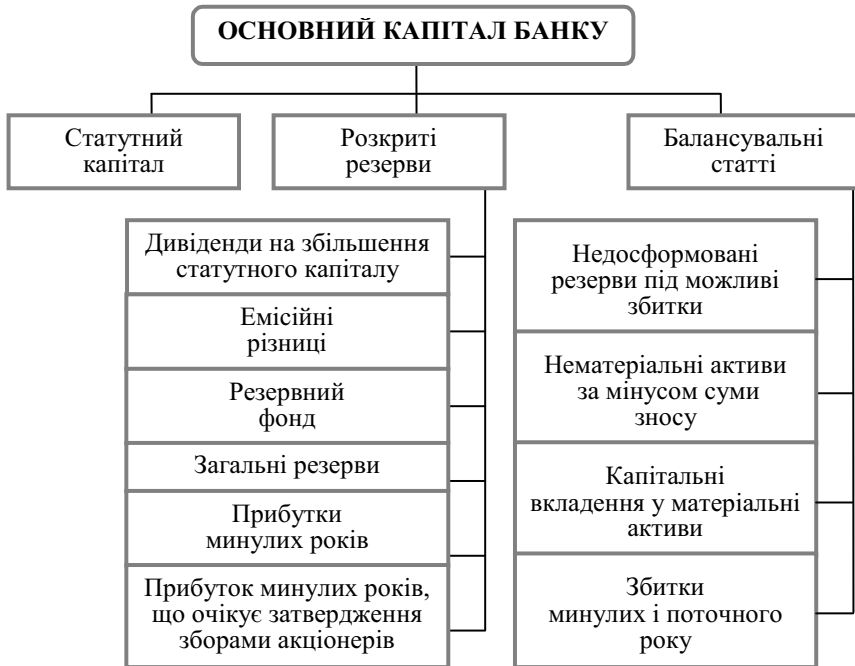 ОСНОВНИЙ КАПІТАЛ БАНКУ
Статутний
капітал
Розкриті
резерви
Балансувальні
статті
Дивіденди на збільшення
статутного капіталу
Емісійні
різниці
Резервний
фонд
Загальні резерви
Прибутки
минулих років
Прибуток минулих років,
що очікує затвердження
зборами акціонерів
Недосформовані
резерви під можливі
збитки
Нематеріальні активи
за мінусом суми
зносу
Капітальні
вкладення у матеріальні
активи
Збитки
минулих і поточного
року